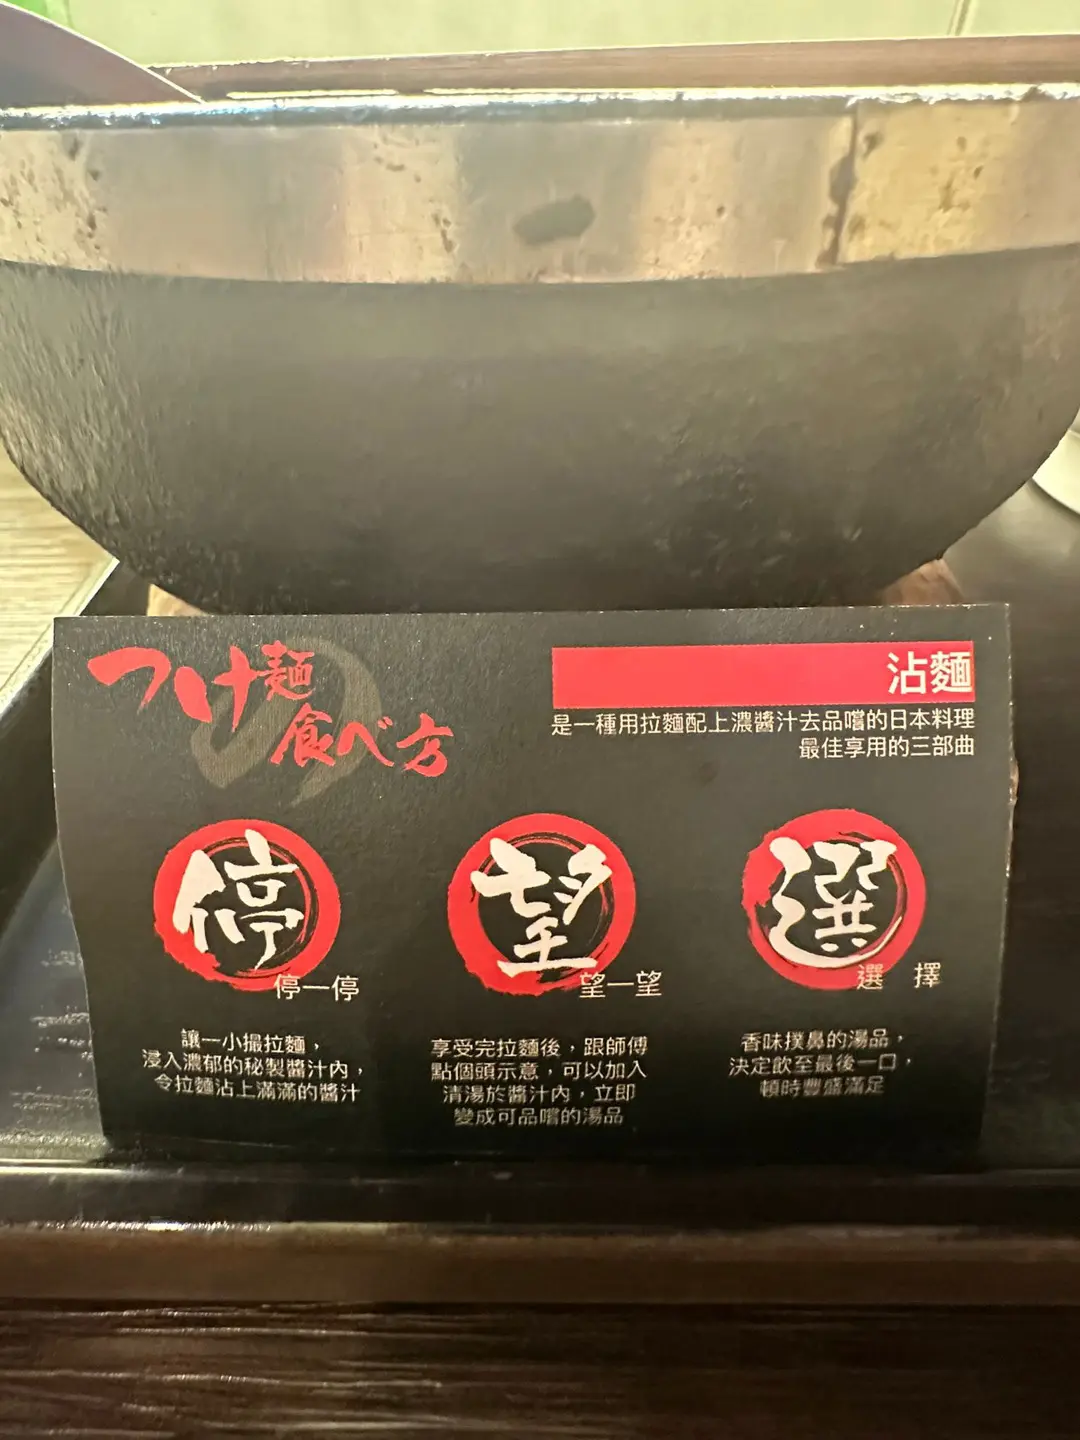 つけ麺
食べ方
沾麵
是一種用拉麵配上濃醬汁去品嚐的日本料理
最佳享用的三部曲
停
停一停
讓一小撮拉麵，
浸入濃郁的秘製醬汁內，
令拉麵沾上滿滿的醬汁
望
望一望
享受完拉麵後，跟師傅
點個頭示意，可以加入
清湯於醬汁內，立即
變成可品嚐的湯品
選
選 擇
香味撲鼻的湯品，
決定飲至最後一口，
頓時豐盛滿足